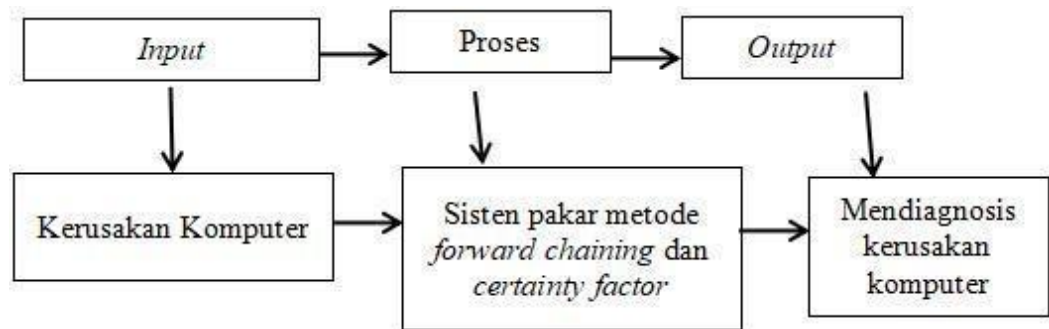 Input
Proses
Output
Kerusakan Komputer
Sisten pakar metode
forward chaining dan
certainty factor
Mendiagnosis
kerusakan
komputer